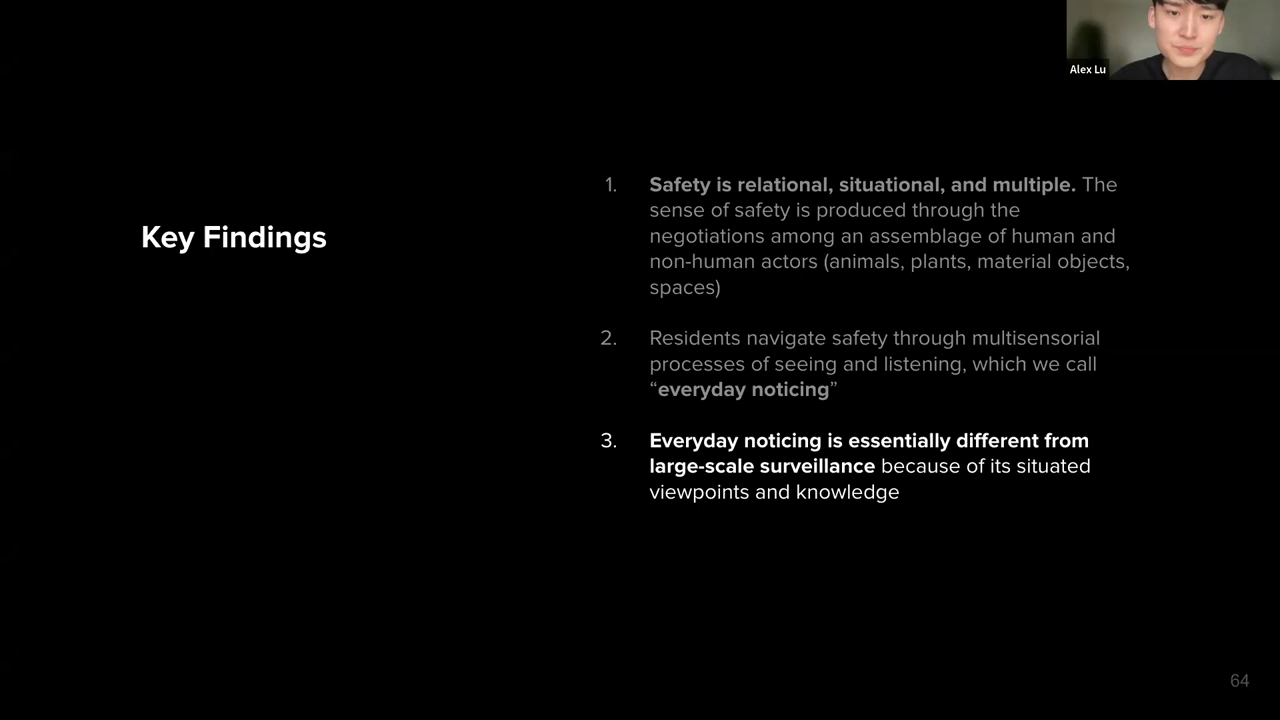 Alex Lu
Key Findings
1. Safety is relational, situational, and multiple. The
sense of safety is produced through the
negotiations among an assemblage of human and
non-human actors (animals, plants, material objects,
spaces)
2. Residents navigate safety through multisensorial
processes of seeing and listening, which we call
“everyday noticing”
3. Everyday noticing is essentially different from
large-scale surveillance because of its situated
viewpoints and knowledge
64